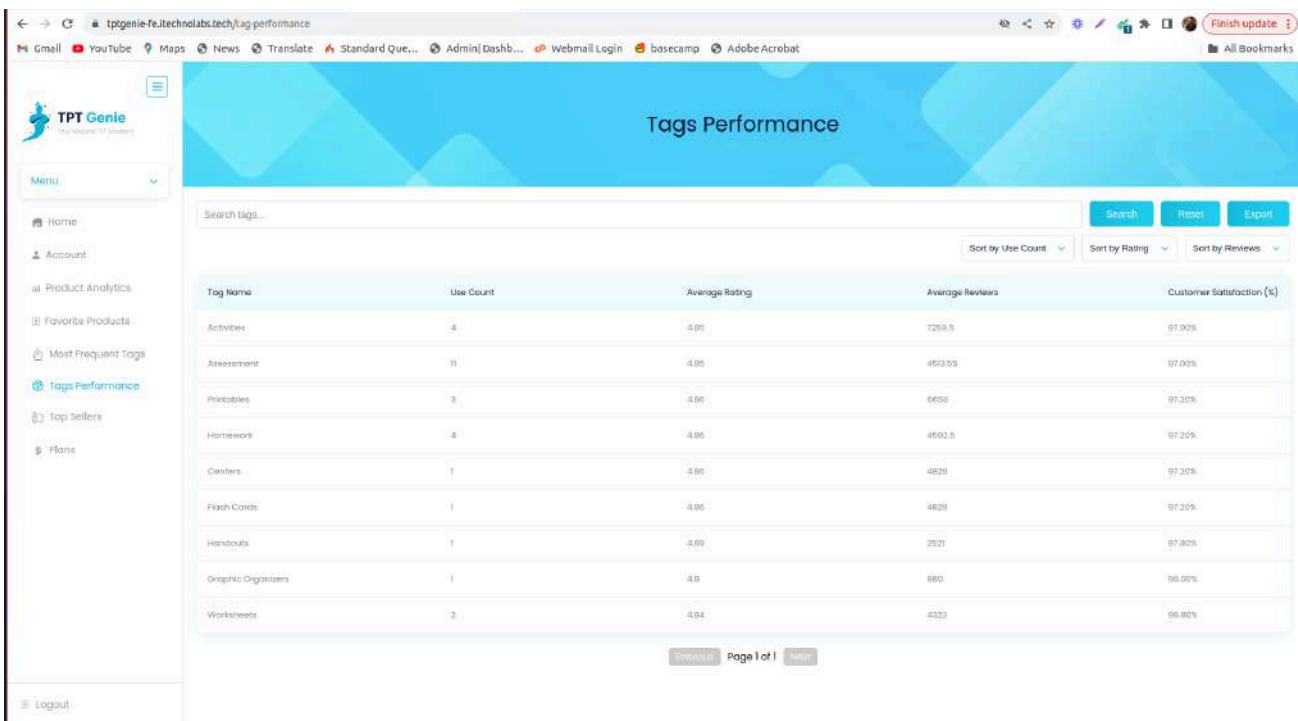 tptgenie-fe.itechnolabs.tech/tag-performance
Finish update
Gmail YouTube Maps News Translate Standard Que... Admin| Dashb... Webmail Login basecamp Adobe Acrobat All Bookmarks
TPT Genie
Tags Performance
Menu
Home
Account
Product Analytics
Favorite Products
Most Frequent Tags
Tags Performance
Top Sellers
Plans
Logout
Search tags...
Search Reset Export
Sort by Use Count Sort by Rating Sort by Reviews
Tag Name Use Count Average Rating Average Reviews Customer Satisfaction (%)
Activities 4 4.85 7259.5 97.00%
Assessment 11 4.85 4513.55 97.00%
Printables 3 4.86 97.20%
Homework 4 4.86 4592.5 97.20%
Centers 1 4.86 97.20%
Flash Cards 1 4.86 97.20%
Handouts 1 4.89 2521 97.80%
Graphic Organizers 1 4.8 96.00%
Worksheets 2 4.84 4323 96.80%
Previous Page 1 of 1 Next